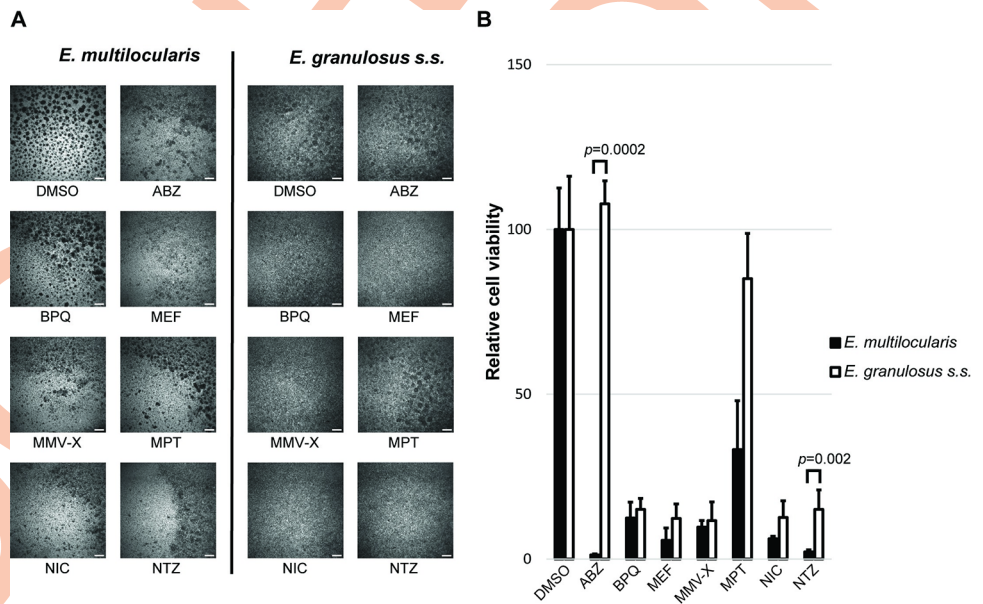 A
E. multilocularis
E. granulosus s.s.
DMSO
ABZ
DMSO
ABZ
BPQ
MEF
BPQ
MEF
MMV-X
MPT
MMV-X
MPT
NIC
NTZ
NIC
NTZ
B
Relative cell viability
150
100
50
0
p=0.0002
p=0.002
E. multilocularis
E. granulosus s.s.
DMSO
ABZ
BPQ
MEF
MMV-X
MPT
NIC
NTZ